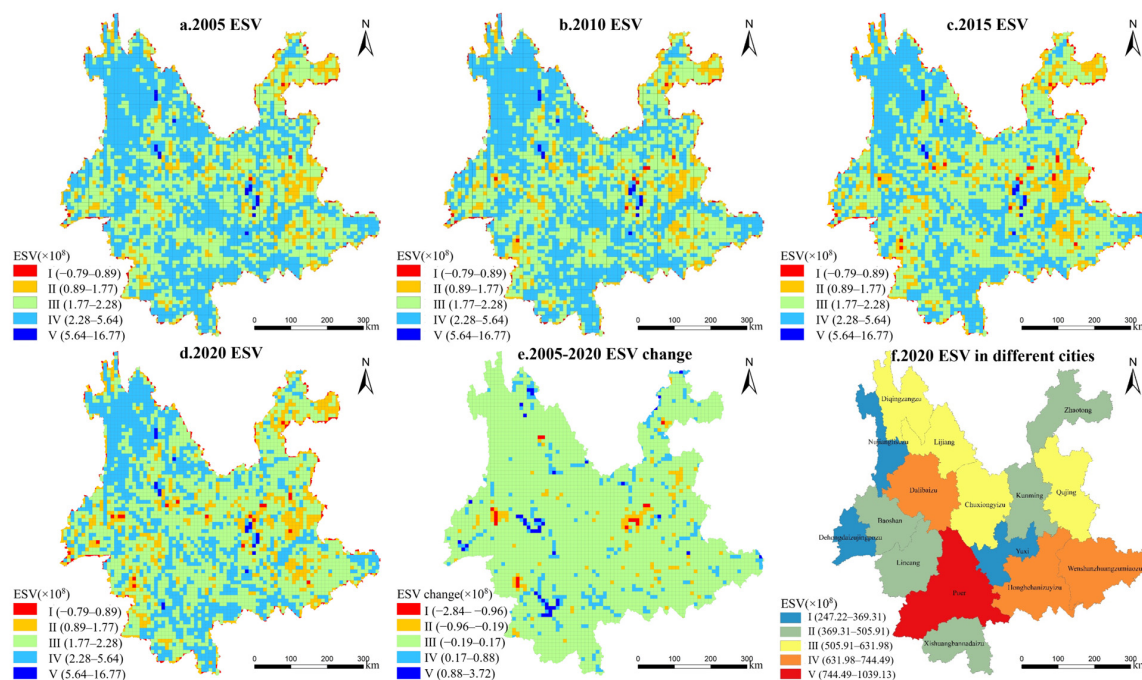 a.2005 ESV
N
ESV(×10⁸)
I (−0.79–0.89)
II (0.89–1.77)
III (1.77–2.28)
IV (2.28–5.64)
V (5.64–16.77)
0 100 200 300
km
b.2010 ESV
N
ESV(×10⁸)
I (−0.79–0.89)
II (0.89–1.77)
III (1.77–2.28)
IV (2.28–5.64)
V (5.64–16.77)
0 100 200 300
km
c.2015 ESV
N
ESV(×10⁸)
I (−0.79–0.89)
II (0.89–1.77)
III (1.77–2.28)
IV (2.28–5.64)
V (5.64–16.77)
0 100 200 300
km
d.2020 ESV
N
ESV(×10⁸)
I (−0.79–0.89)
II (0.89–1.77)
III (1.77–2.28)
IV (2.28–5.64)
V (5.64–16.77)
0 100 200 300
km
e.2005-2020 ESV change
N
ESV change(×10⁸)
I (−2.84– −0.96)
II (−0.96–−0.19)
III (−0.19–0.17)
IV (0.17–0.88)
V (0.88–3.72)
0 100 200 300
km
f.2020 ESV in different cities
N
Diqingzangzu
Zhaotong
Lijiang
Dalibaizu
Chuxiongyizu
Kunming
Qujing
Baoshan
Dehongdaizujingpozu
Yuxi
Lincang
Puer
Honghehanizuyizu
Wenshanzhuangzumiaozu
Xishuangbannadaizu
ESV(×10⁸)
I (247.22–369.31)
II (369.31–505.91)
III (505.91–631.98)
IV (631.98–744.49)
V (744.49–1039.13)
0 100 200 300
km